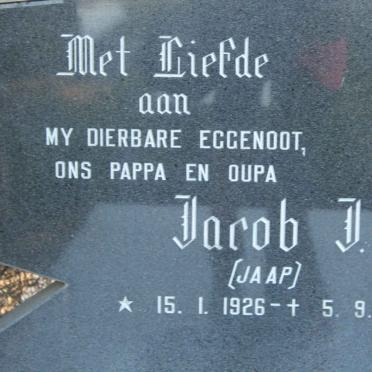 Met Liefde
aan
MY DIERBARE EGGENOOT,
ONS PAPPA EN OUPA
Jacob J.
(JAAP)
★ 15. 1. 1926 - † 5. 9.